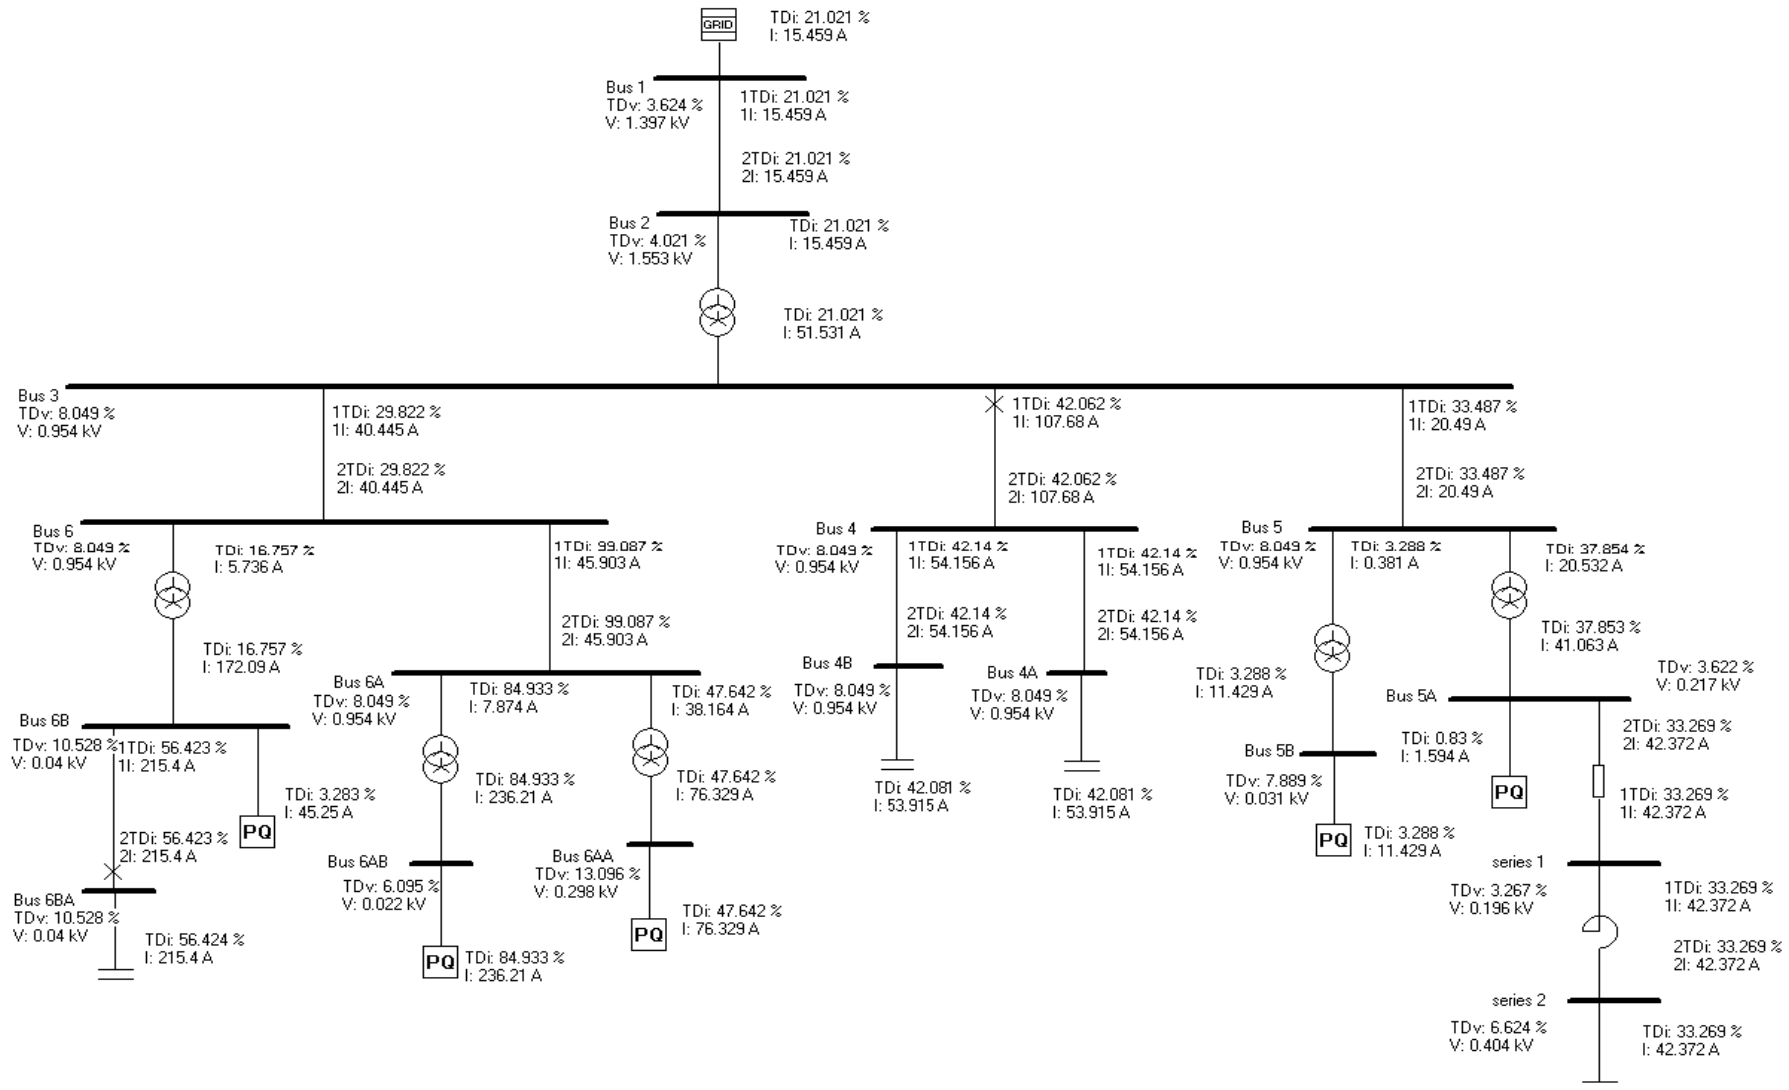 GRID
TDi: 21.021 %
I: 15.459 A
Bus 1
TDv: 3.624 %
V: 1.397 kV
1TDi: 21.021 %
1I: 15.459 A
2TDi: 21.021 %
2I: 15.459 A
Bus 2
TDv: 4.021 %
V: 1.553 kV
TDi: 21.021 %
I: 15.459 A
TDi: 21.021 %
I: 51.531 A
Bus 3
TDv: 8.049 %
V: 0.954 kV
1TDi: 29.822 %
1I: 40.445 A
2TDi: 29.822 %
2I: 40.445 A
1TDi: 42.062 %
1I: 107.68 A
2TDi: 42.062 %
2I: 107.68 A
1TDi: 33.487 %
1I: 20.49 A
2TDi: 33.487 %
2I: 20.49 A
Bus 6
TDv: 8.049 %
V: 0.954 kV
TDi: 16.757 %
I: 5.736 A
TDi: 16.757 %
I: 172.09 A
1TDi: 99.087 %
1I: 45.903 A
2TDi: 99.087 %
2I: 45.903 A
Bus 4
TDv: 8.049 %
V: 0.954 kV
1TDi: 42.14 %
1I: 54.156 A
2TDi: 42.14 %
2I: 54.156 A
1TDi: 42.14 %
1I: 54.156 A
2TDi: 42.14 %
2I: 54.156 A
Bus 5
TDv: 8.049 %
V: 0.954 kV
TDi: 3.288 %
I: 0.381 A
TDi: 37.854 %
I: 20.532 A
TDi: 37.853 %
I: 41.063 A
TDi: 3.288 %
I: 11.429 A
Bus 6A
TDv: 8.049 %
V: 0.954 kV
TDi: 84.933 %
I: 7.874 A
TDi: 47.642 %
I: 38.164 A
TDi: 84.933 %
I: 236.21 A
TDi: 47.642 %
I: 76.329 A
Bus 4B
TDv: 8.049 %
V: 0.954 kV
TDi: 42.081 %
I: 53.915 A
Bus 4A
TDv: 8.049 %
V: 0.954 kV
TDi: 42.081 %
I: 53.915 A
Bus 5A
TDv: 3.622 %
V: 0.217 kV
TDi: 0.83 %
I: 1.594 A
PQ
2TDi: 33.269 %
2I: 42.372 A
1TDi: 33.269 %
1I: 42.372 A
Bus 5B
TDv: 7.889 %
V: 0.031 kV
TDi: 3.288 %
I: 11.429 A
PQ
Bus 6B
TDv: 10.528 %
V: 0.04 kV
1TDi: 56.423 %
1I: 215.4 A
2TDi: 56.423 %
2I: 215.4 A
TDi: 3.283 %
I: 45.25 A
PQ
Bus 6BA
TDv: 10.528 %
V: 0.04 kV
TDi: 56.424 %
I: 215.4 A
Bus 6AB
TDv: 6.095 %
V: 0.022 kV
PQ
TDi: 84.933 %
I: 236.21 A
Bus 6AA
TDv: 13.096 %
V: 0.298 kV
PQ
TDi: 47.642 %
I: 76.329 A
series 1
TDv: 3.267 %
V: 0.196 kV
1TDi: 33.269 %
1I: 42.372 A
2TDi: 33.269 %
2I: 42.372 A
series 2
TDv: 6.624 %
V: 0.404 kV
TDi: 33.269 %
I: 42.372 A